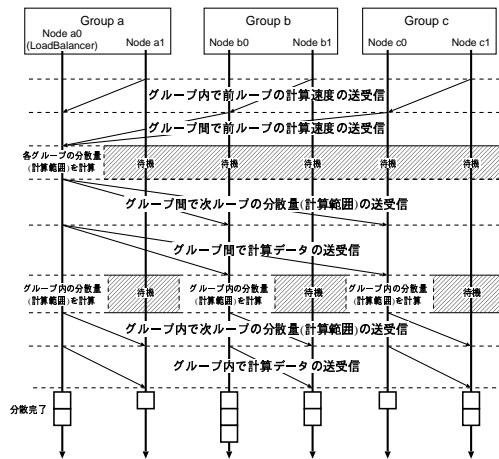 Group a
Group b
Group c
Node a0
(LoadBalancer)
Node a1
Node b0
Node b1
Node c0
Node c1
グループ内で前ループの計算速度の送受信
グループ間で前ループの計算速度の送受信
各グループの分散量
(計算範囲)を計算
待機
待機
待機
待機
待機
グループ間で次ループの分散量(計算範囲)の送受信
グループ間で計算データの送受信
グループ内の分散量
(計算範囲)を計算
待機
グループ内の分散量
(計算範囲)を計算
待機
グループ内の分散量
(計算範囲)を計算
待機
グループ内で次ループの分散量(計算範囲)の送受信
グループ内で計算データの送受信
分散完了